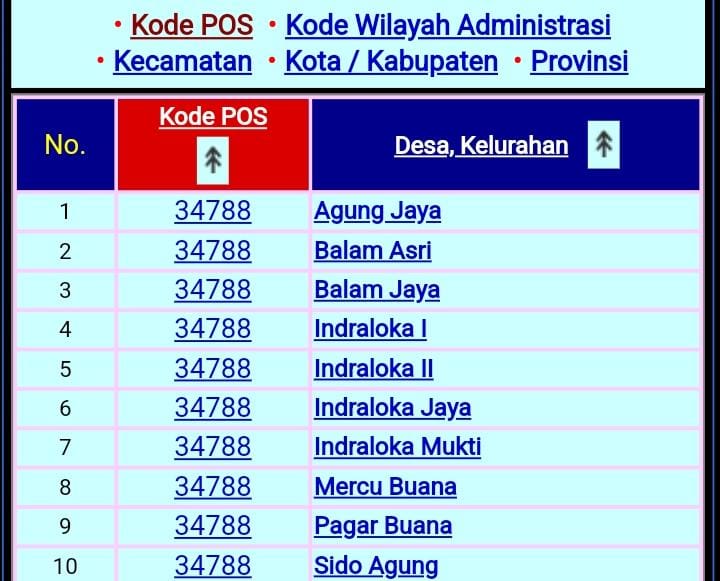 • Kode POS • Kode Wilayah Administrasi
• Kecamatan • Kota / Kabupaten • Provinsi
No. Kode POS Desa, Kelurahan
1 34788 Agung Jaya
2 34788 Balam Asri
3 34788 Balam Jaya
4 34788 Indraloka I
5 34788 Indraloka II
6 34788 Indraloka Jaya
7 34788 Indraloka Mukti
8 34788 Mercu Buana
9 34788 Pagar Buana
10 34788 Sido Agung